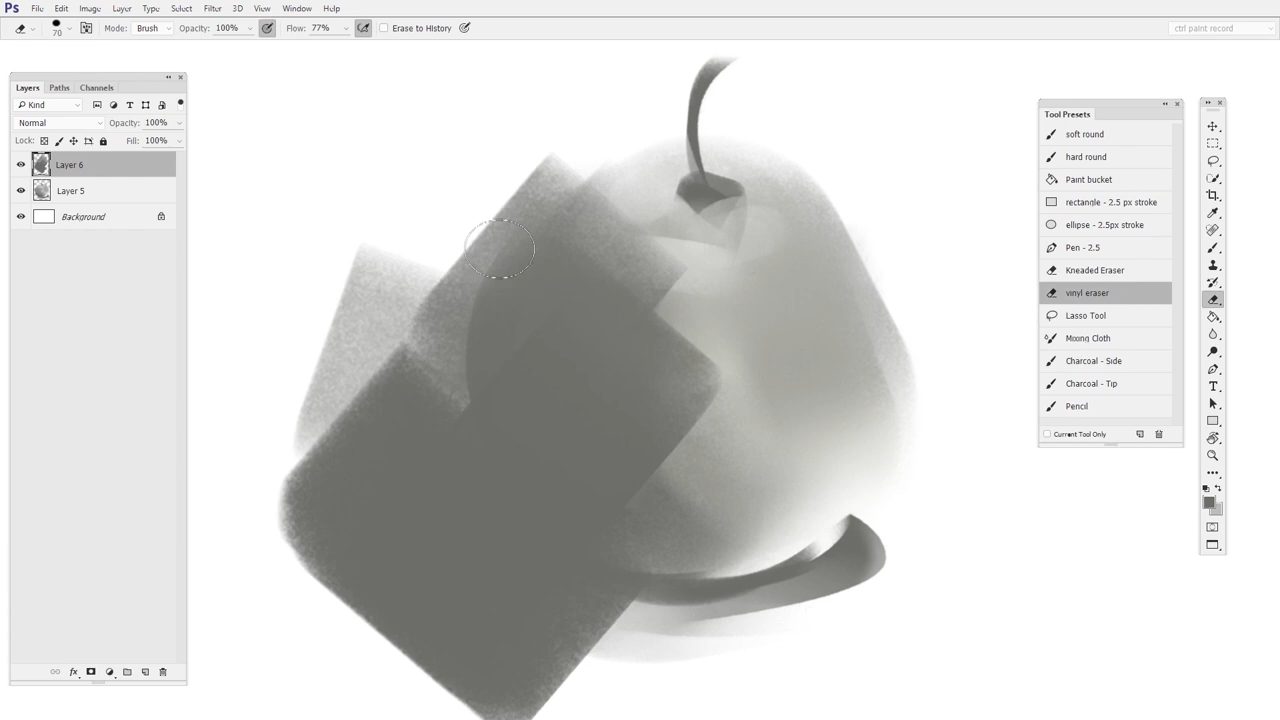 Ps File Edit Image Layer Type Select Filter 3D View Window Help
70 Mode: Brush Opacity: 100% Flow: 77% Erase to History ctrl paint record
Layers Paths Channels
Kind
Normal Opacity: 100%
Lock: Fill: 100%
Layer 6
Layer 5
Background
Tool Presets
soft round
hard round
Paint bucket
rectangle - 2.5 px stroke
ellipse - 2.5px stroke
Pen - 2.5
Kneaded Eraser
vinyl eraser
Lasso Tool
Mixing Cloth
Charcoal - Side
Charcoal - Tip
Pencil
Current Tool Only